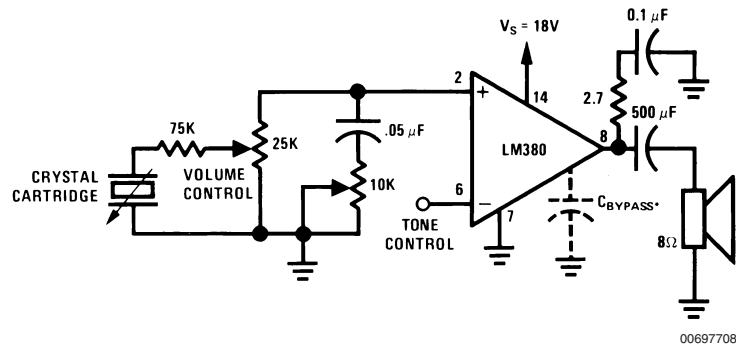 V_S = 18V
0.1 μF
2
14
2.7
500 μF
+
8
75K
25K
.05 μF
LM380
CRYSTAL
CARTRIDGE
VOLUME
CONTROL
10K
6
−
7
C_BYPASS*
TONE
CONTROL
8Ω
00697708